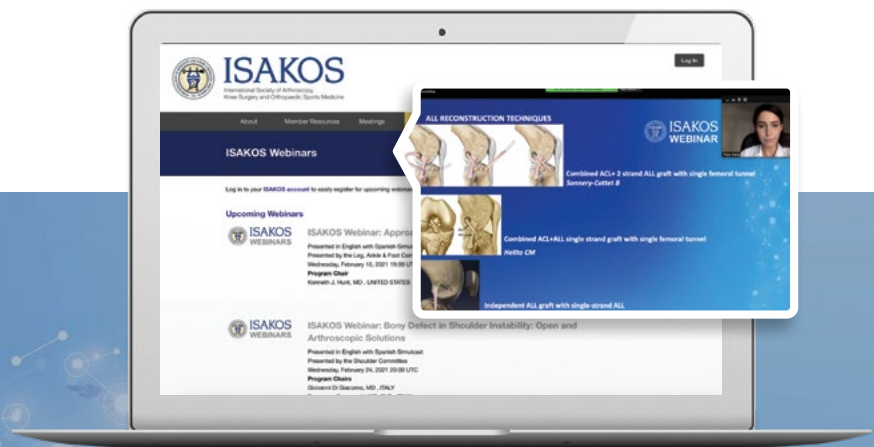 ISAKOS
International Society of Arthroscopy,
Knee Surgery and Orthopaedic Sports Medicine
Log In
About Member Resources Meetings
ISAKOS Webinars
Log in to your ISAKOS account to easily register for upcoming
Upcoming Webinars
ISAKOS
WEBINARS
ISAKOS Webinar:
Presented in English with Spanish
Presented by the Leg, Ankle & Foot
Wednesday, February 10, 2021
Program Chair
Kenneth J. Hunt, MD , UNITED STATES
ISAKOS
WEBINARS
ISAKOS Webinar: Bony Defect in Shoulder Instability: Open and
Arthroscopic Solutions
Presented in English with Spanish Simulcast
Presented by the Shoulder Committee
Wednesday, February 24, 2021 20:00 UTC
Program Chairs
Giovanni Di Giacomo, MD , ITALY
ALL RECONSTRUCTION TECHNIQUES
ISAKOS
WEBINAR
Combined ACL+ 2 strand ALL graft with single femoral tunnel
Sonnery-Cottet B
Combined ACL+ALL single strand graft with single femoral tunnel
Helito CM
Independent ALL graft with single-strand ALL